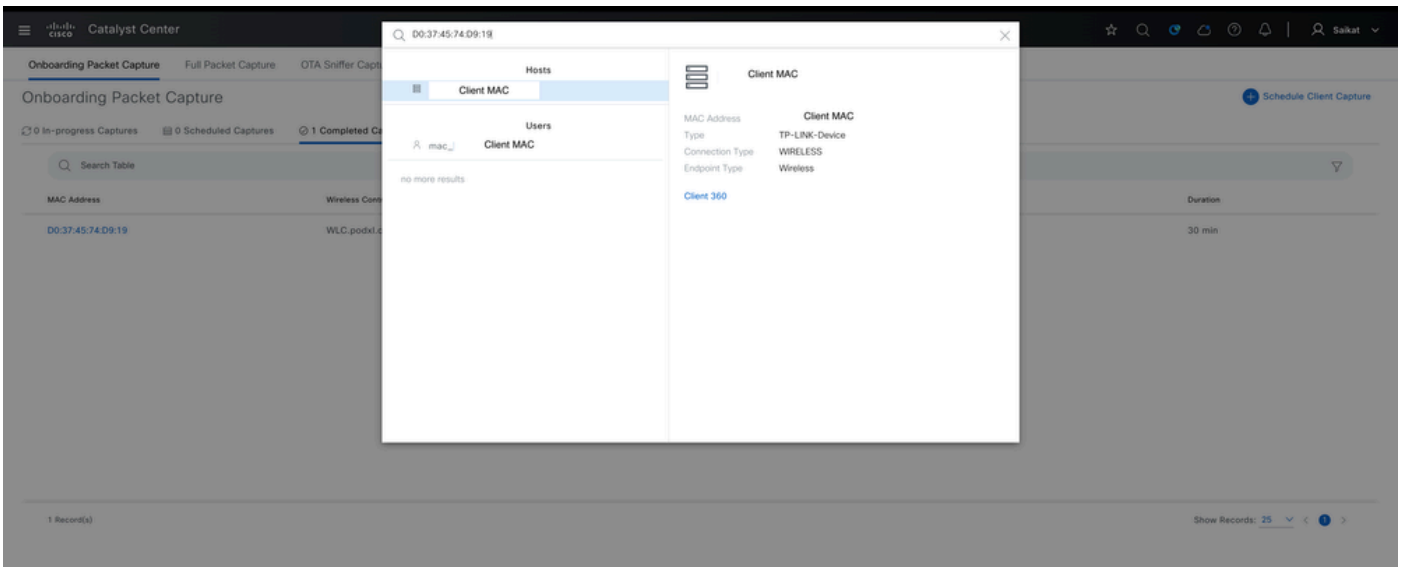 CISCO Catalyst Center
D0:37:45:74:D9:19
Saikat
Onboarding Packet Capture Full Packet Capture OTA Sniffer Capt
Onboarding Packet Capture
Schedule Client Capture
0 In-progress Captures 0 Scheduled Captures 1 Completed Ca
Search Table
MAC Address Wireless Cont Duration
D0:37:45:74:D9:19 WLC.podxl.c 30 min
Hosts
Client MAC
Users
mac_ Client MAC
no more results
Client MAC
MAC Address Client MAC
Type TP-LINK-Device
Connection Type WIRELESS
Endpoint Type Wireless
Client 360
1 Record(s) Show Records: 25 1